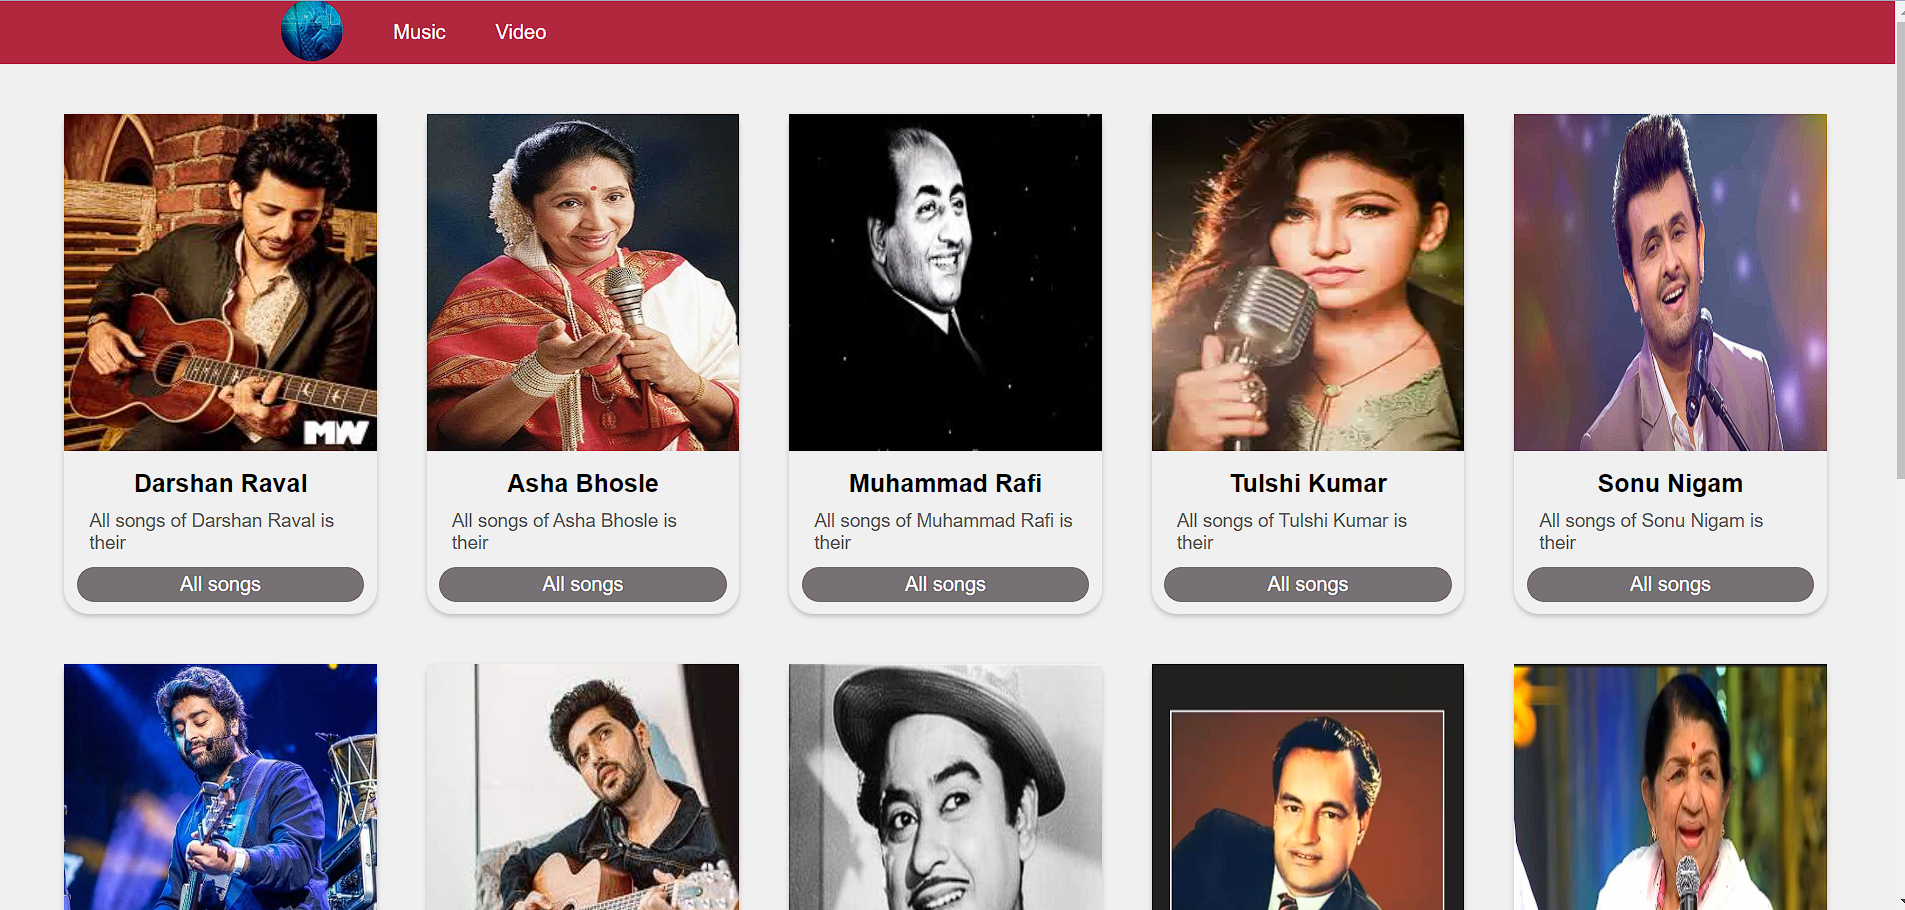 Music
Video
MW
Darshan Raval
All songs of Darshan Raval is
their
All songs
Asha Bhosle
All songs of Asha Bhosle is
their
All songs
Muhammad Rafi
All songs of Muhammad Rafi is
their
All songs
Tulshi Kumar
All songs of Tulshi Kumar is
their
All songs
Sonu Nigam
All songs of Sonu Nigam is
their
All songs